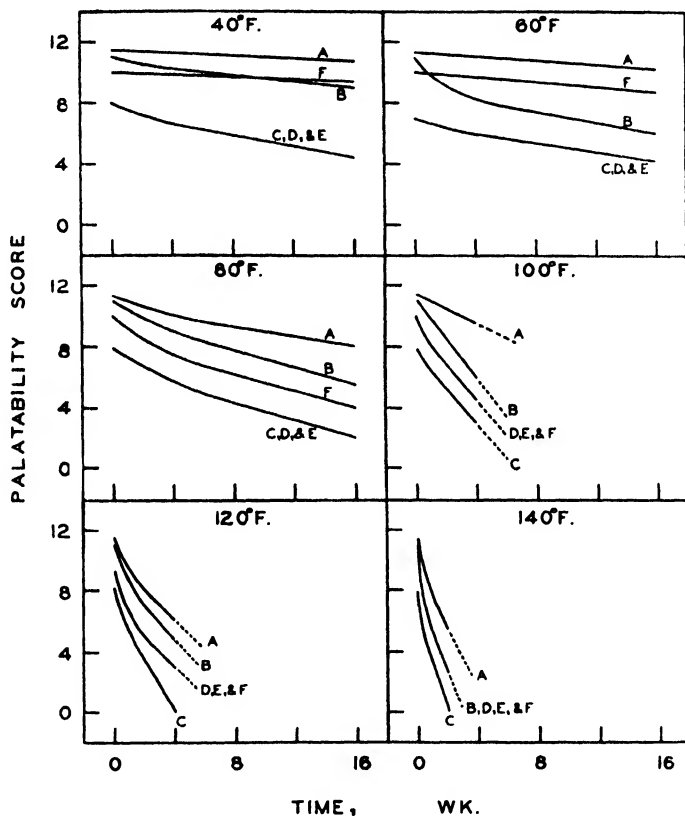 40°F.
60°F
12
8
4
0
A
F
B
C,D,&E
A
F
B
C,D,&E
PALATABILITY SCORE
80°F.
100°F.
12
8
4
0
A
B
F
C,D,&E
A
B
D,E,&F
C
120°F.
140°F.
12
8
4
0
A
B
D,E,&F
C
A
B,D,E,&F
C
0 8 16 0 8 16
TIME, WK.